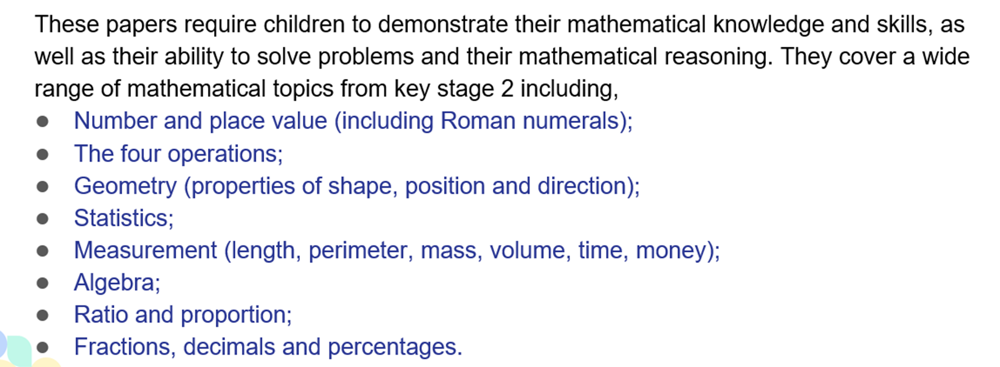 These papers require children to demonstrate their mathematical knowledge and skills, as
well as their ability to solve problems and their mathematical reasoning. They cover a wide
range of mathematical topics from key stage 2 including,
● Number and place value (including Roman numerals);
● The four operations;
● Geometry (properties of shape, position and direction);
● Statistics;
● Measurement (length, perimeter, mass, volume, time, money);
● Algebra;
● Ratio and proportion;
● Fractions, decimals and percentages.